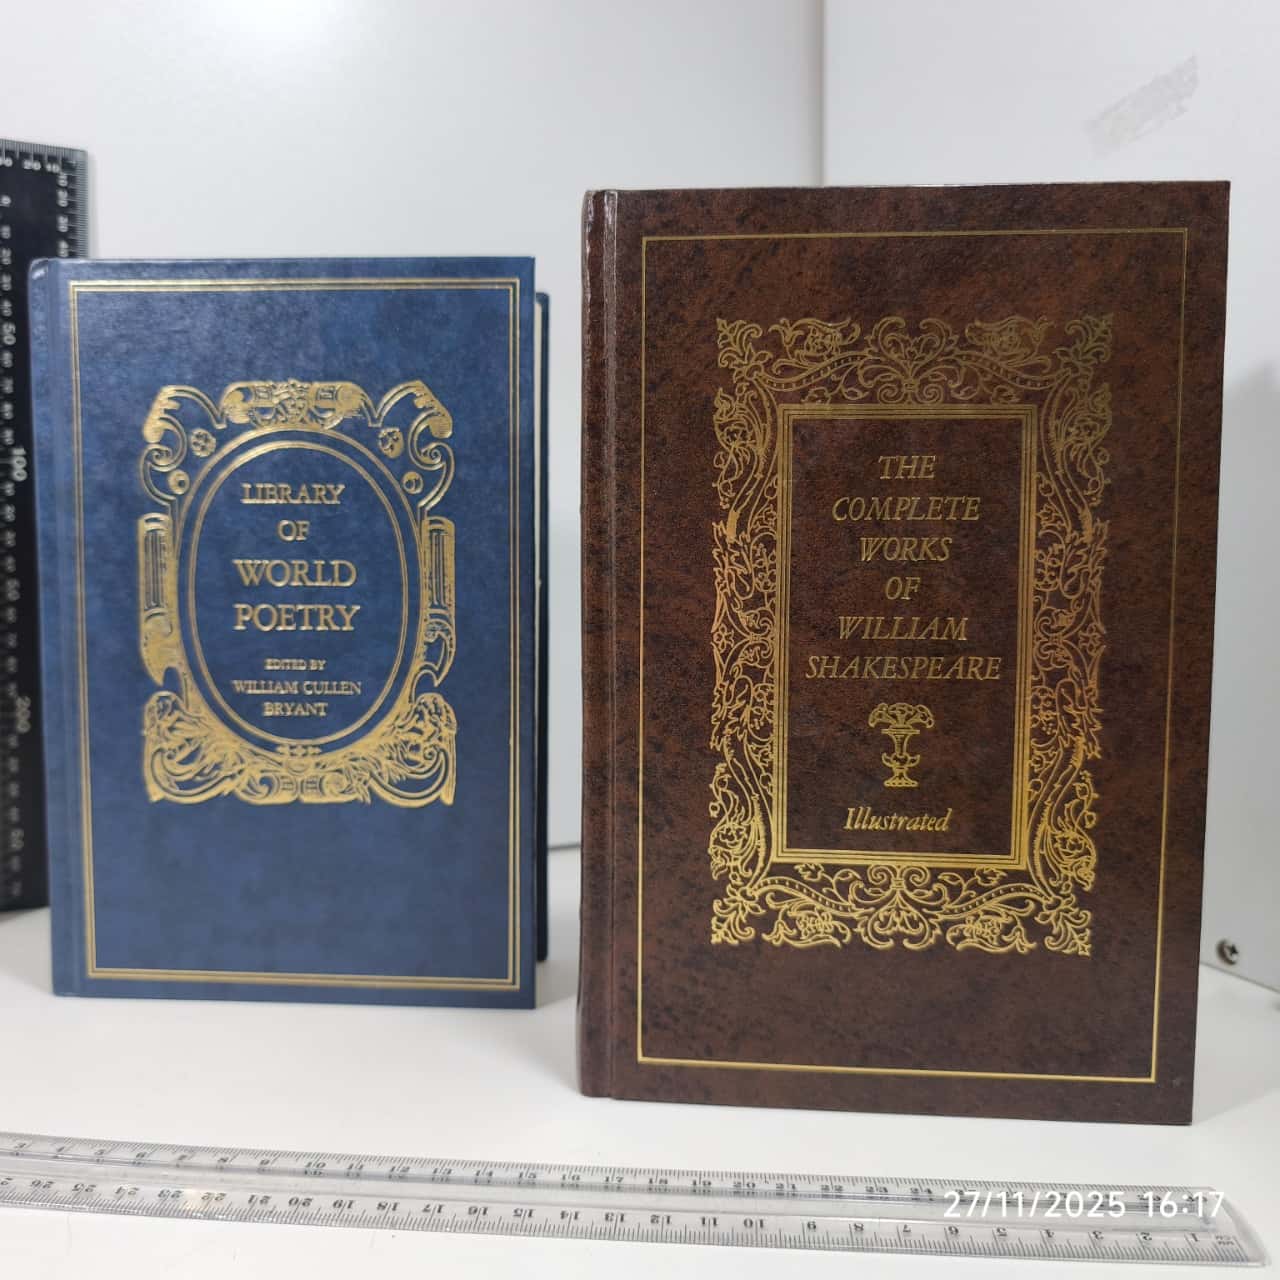 LIBRARY
OF
WORLD
POETRY
EDITED BY
WILLIAM CULLEN
BRYANT
THE
COMPLETE
WORKS
OF
WILLIAM
SHAKESPEARE
Illustrated
27/11/2025 16:17